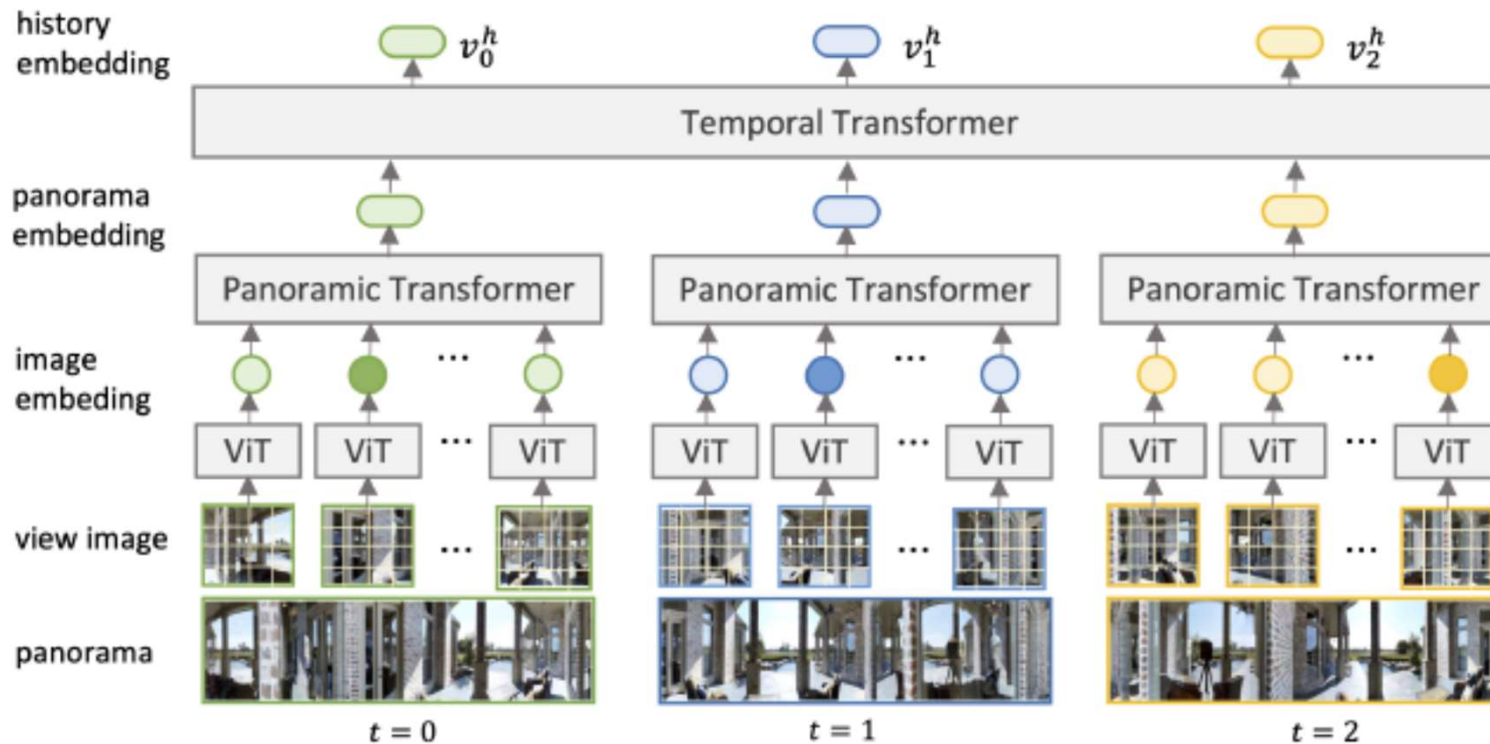 history
embedding
v_0^h
v_1^h
v_2^h
Temporal Transformer
panorama
embedding
Panoramic Transformer
Panoramic Transformer
Panoramic Transformer
image
embeding
...
...
...
ViT
ViT
...
ViT
ViT
ViT
...
ViT
ViT
ViT
...
ViT
view image
...
...
...
panorama
t = 0
t = 1
t = 2